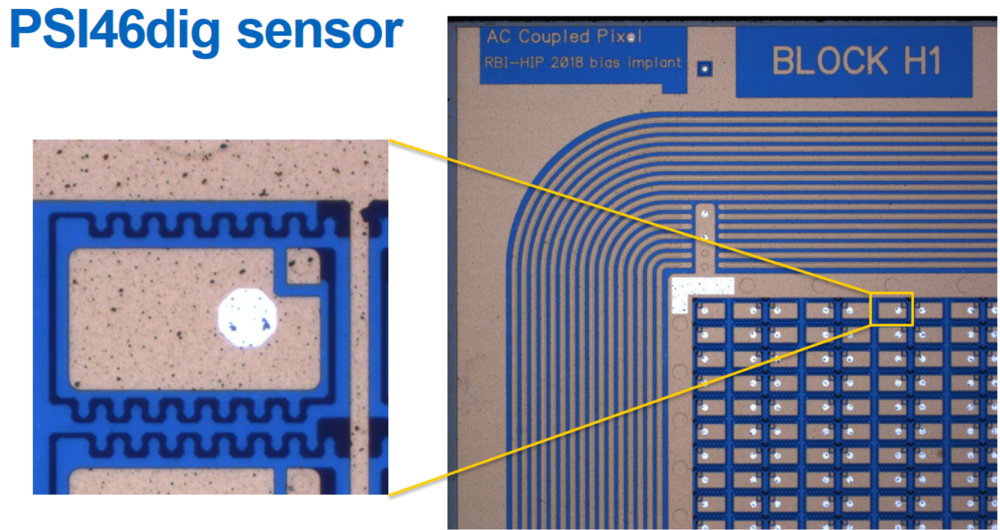 PSI46dig sensor
AC Coupled Pixel
RBI-HIP 2018 bias implant
BLOCK H1